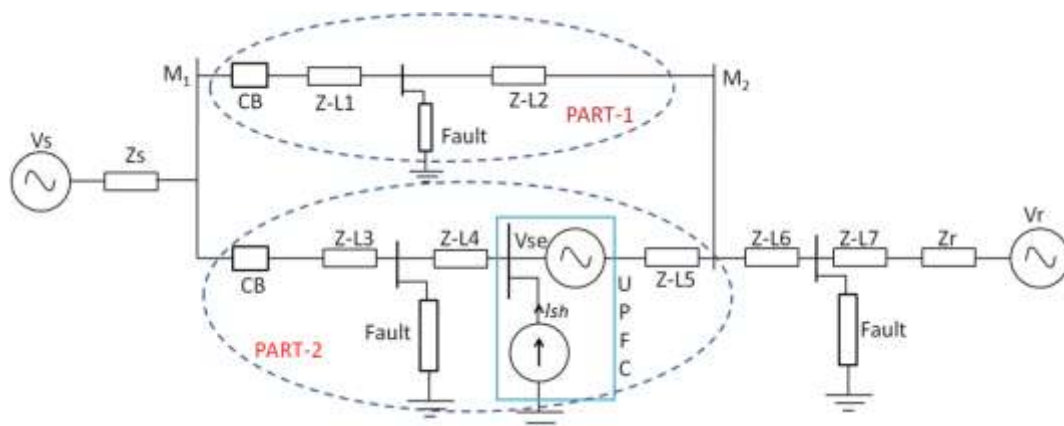 M1
CB
Z-L1
Z-L2
M2
PART-1
Fault
Vs
Zs
Vr
Z-L3
Z-L4
Vse
Z-L5
Z-L6
Z-L7
Zr
CB
Ish
U
P
F
C
Fault
Fault
PART-2